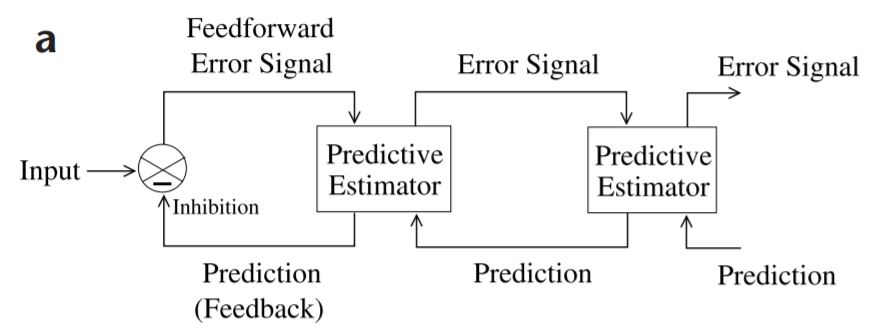 a
Feedforward
Error Signal
Error Signal
Error Signal
Input
Inhibition
Predictive
Estimator
Predictive
Estimator
Prediction
(Feedback)
Prediction
Prediction